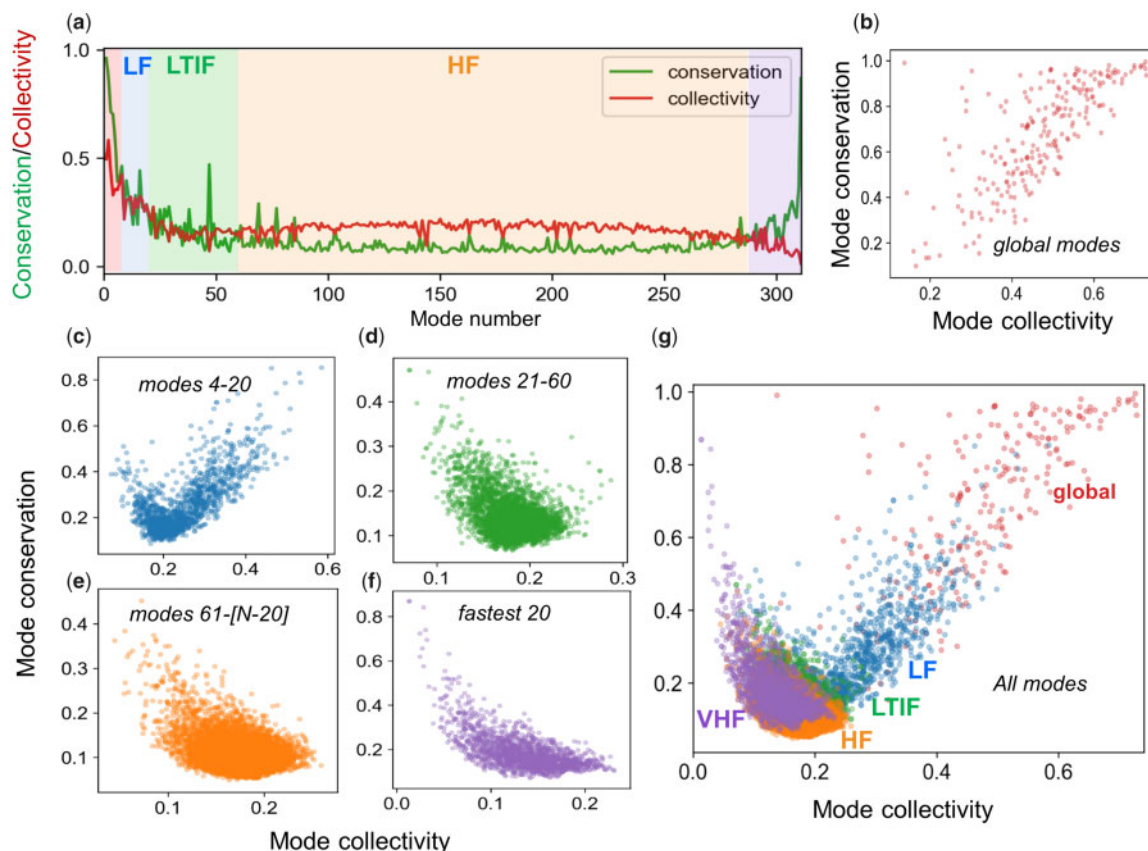 (a)
Conservation/Collectivity
1.0
0.5
0.0
LF
LTIF
HF
conservation
collectivity
0
50
100
150
200
250
300
Mode number
(b)
Mode conservation
1.0
0.8
0.6
0.4
0.2
global modes
0.2
0.4
0.6
Mode collectivity
(c)
modes 4-20
0.8
0.6
0.4
0.2
0.2
0.4
0.6
(d)
modes 21-60
0.4
0.3
0.2
0.1
0.1
0.2
0.3
Mode conservation
(e)
modes 61-[N-20]
0.4
0.3
0.2
0.1
0.1
0.2
(f)
fastest 20
0.8
0.6
0.4
0.2
0.0
0.1
0.2
Mode collectivity
(g)
1.0
0.8
0.6
0.4
0.2
global
LF
All modes
LTIF
VHF
HF
0.0
0.2
0.4
0.6
Mode collectivity